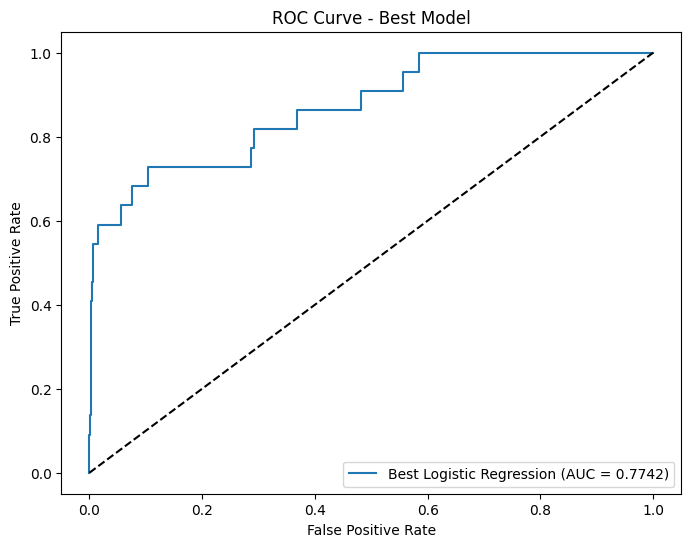 ROC Curve - Best Model
1.0
0.8
0.6
0.4
0.2
0.0
True Positive Rate
Best Logistic Regression (AUC = 0.7742)
0.0 0.2 0.4 0.6 0.8 1.0
False Positive Rate